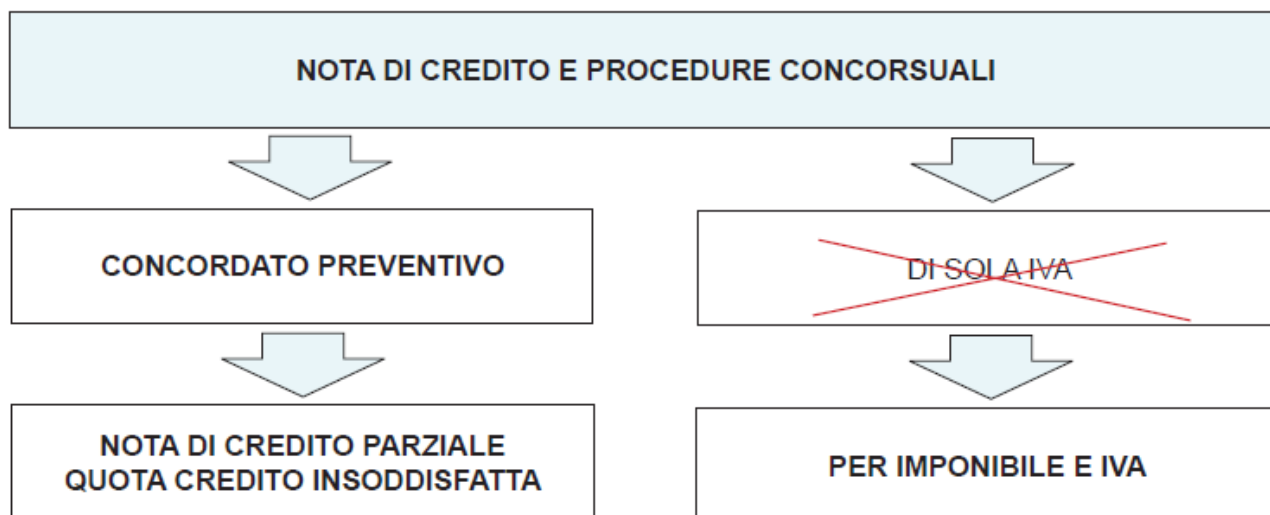 NOTA DI CREDITO E PROCEDURE CONCORSUALI
CONCORDATO PREVENTIVO
DI SOLA IVA
NOTA DI CREDITO PARZIALE
QUOTA CREDITO INSODDISFATTA
PER IMPONIBILE E IVA